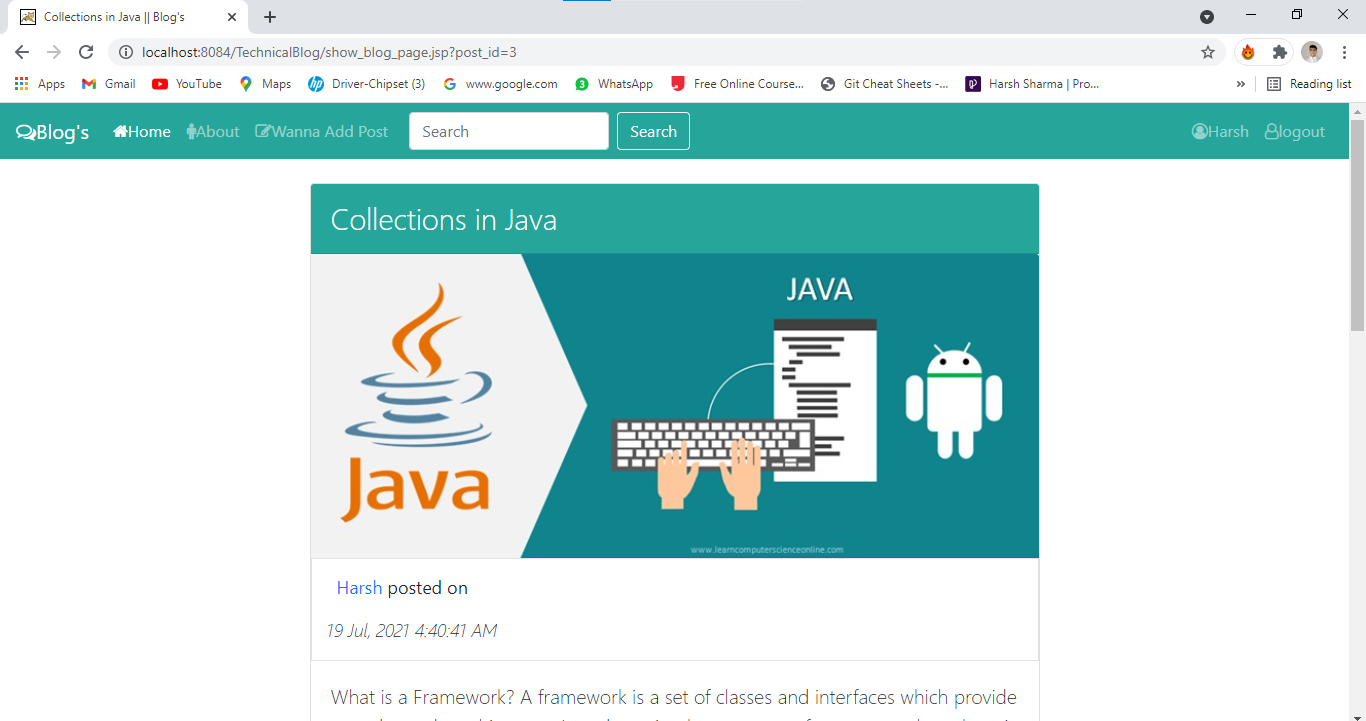 Collections in Java || Blog's
localhost:8084/TechnicalBlog/show_blog_page.jsp?post_id=3
Apps Gmail YouTube Maps Driver-Chipset (3) www.google.com 3 WhatsApp Free Online Course... Git Cheat Sheets -... Harsh Sharma | Pro... » Reading list
Blog's Home About Wanna Add Post Search Search Harsh logout
Collections in Java
JAVA
Java
www.learncomputerscienceonline.com
Harsh posted on
19 Jul, 2021 4:40:41 AM
What is a Framework? A framework is a set of classes and interfaces which provide